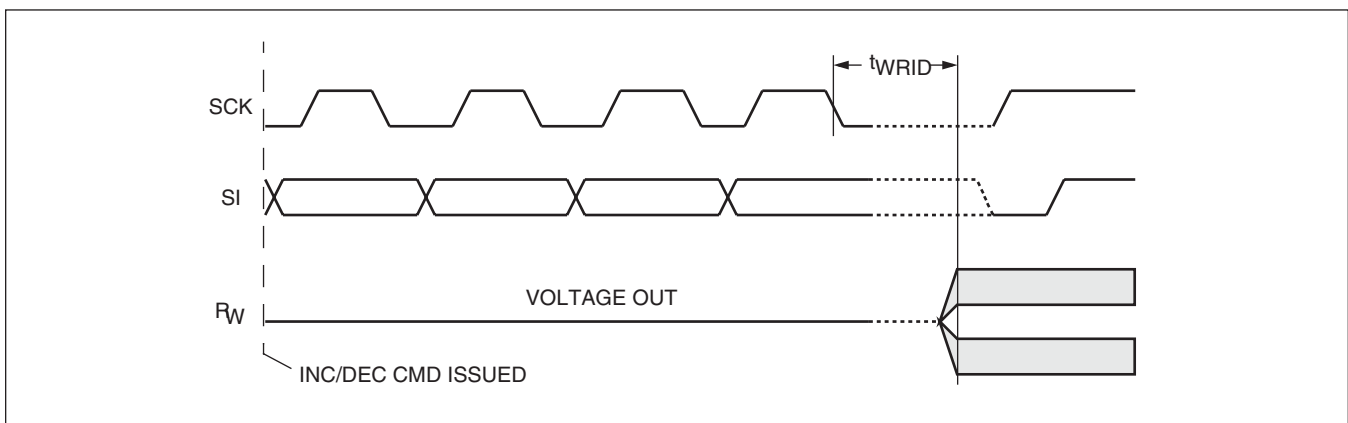 tWRID
SCK
SI
VOLTAGE OUT
RW
INC/DEC CMD ISSUED